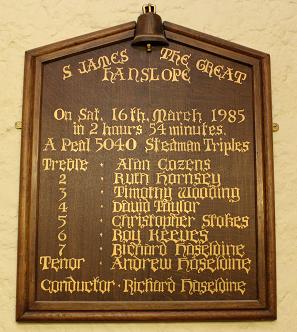 S JAMES THE GREAT
HANSLOPE
On Sat. 16th. March 1985
in 2 hours 54 minutes.
A Peal 5040 Stedman Triples
Treble · Alan Cozens
2 · Ruth Hornsey
3 · Timothy Wooding
4 · David Taylor
5 · Christopher Stokes
6 · Roy Keeves
7 · Richard Haseldine
Tenor · Andrew Haseldine
Conductor · Richard Haseldine